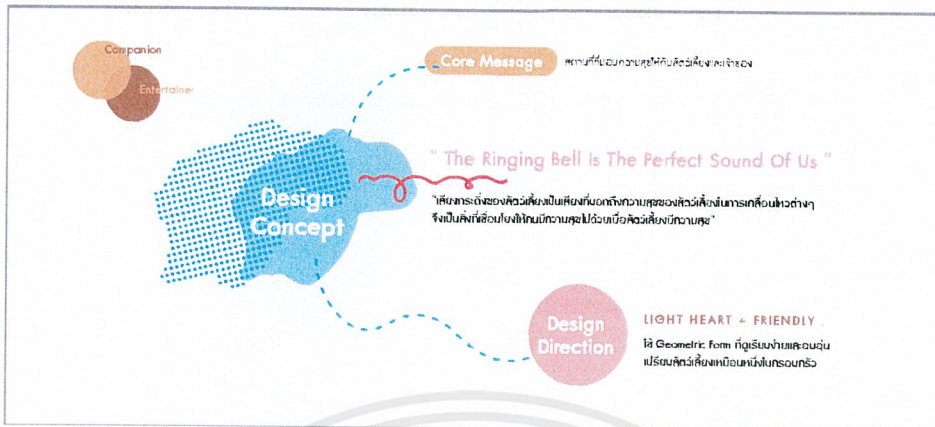 Companion
Entertainer
Core Message
สถานที่ที่มอบความสุขให้กับสัตว์เลี้ยงและเจ้าของ
" The Ringing Bell Is The Perfect Sound Of Us "
"เสียงกระดิ่งของสัตว์เลี้ยงเป็นเสียงที่บอกถึงความสุขของสัตว์เลี้ยงในการเคลื่อนไหวต่างๆ
จึงเป็นสิ่งที่เชื่อมโยงให้คนมีความสุขไปด้วยเมื่อสัตว์เลี้ยงมีความสุข"
Design
Concept
Design
Direction
LIGHT HEART + FRIENDLY
ใช้ Geometric Form ที่ดูเรียบง่ายและอบอุ่น
เปรียบสัตว์เลี้ยงเหมือนหนึ่งในครอบครัว